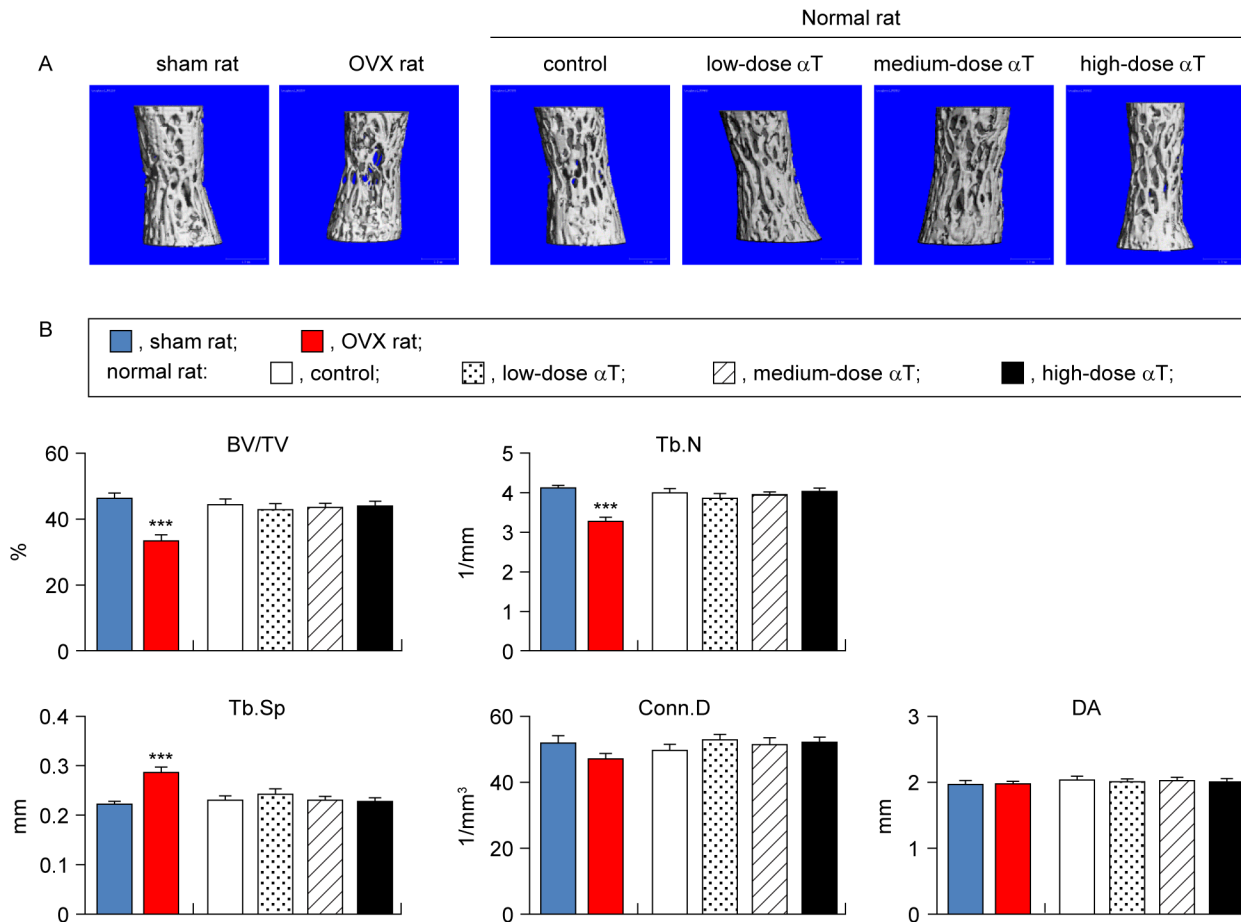 Normal rat
A sham rat OVX rat control low-dose αT medium-dose αT high-dose αT
B
, sham rat; , OVX rat;
normal rat: , control; , low-dose αT; , medium-dose αT; , high-dose αT;
BV/TV
60
40
20
0
%
***
Tb.N
5
4
3
2
1
0
1/mm
***
Tb.Sp
0.4
0.3
0.2
0.1
0
mm
***
Conn.D
60
40
20
0
1/mm³
DA
3
2
1
0
mm